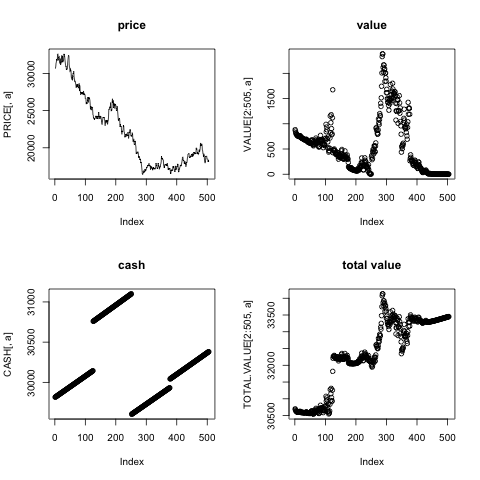 price
PRICE[, a]
20000 25000 30000
0 100 200 300 400 500
Index
value
VALUE[2:505, a]
0 500 1500
0 100 200 300 400 500
Index
cash
CASH[, a]
30000 30500 31000
0 100 200 300 400 500
Index
total value
TOTAL.VALUE[2:505, a]
30500 32000 33500
0 100 200 300 400 500
Index